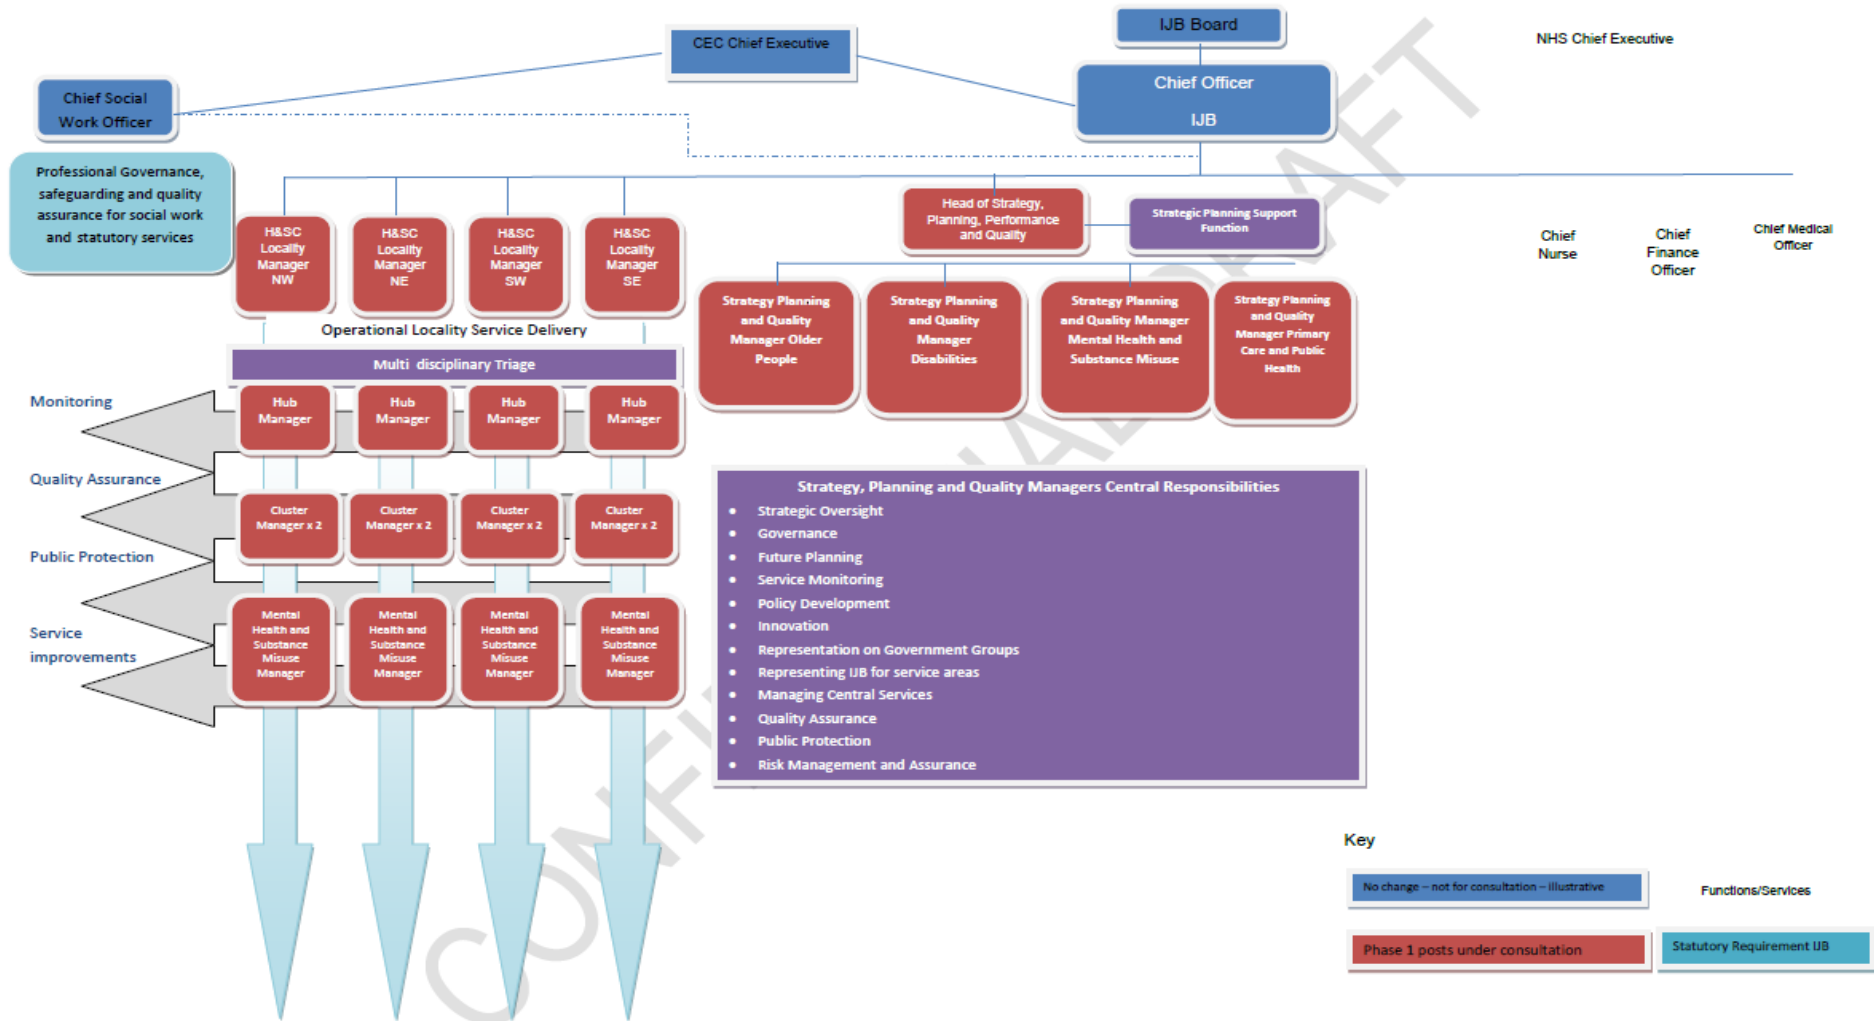 IJB Board
CEC Chief Executive
NHS Chief Executive
Chief Officer
IJB
Chief Social
Work Officer
Professional Governance,
safeguarding and quality
assurance for social work
and statutory services
H&SC
Locality
Manager
NW
H&SC
Locality
Manager
NE
H&SC
Locality
Manager
SW
H&SC
Locality
Manager
SE
Head of Strategy,
Planning, Performance
and Quality
Strategic Planning Support
Function
Chief
Nurse
Chief
Finance
Officer
Chief Medical
Officer
Strategy Planning
and Quality
Manager Older
People
Strategy Planning
and Quality
Manager
Disabilities
Strategy Planning
and Quality Manager
Mental Health and
Substance Misuse
Strategy Planning
and Quality
Manager Primary
Care and Public
Health
Operational Locality Service Delivery
Multi disciplinary Triage
Monitoring
Hub
Manager
Hub
Manager
Hub
Manager
Hub
Manager
Quality Assurance
Cluster
Manager x 2
Cluster
Manager x 2
Cluster
Manager x 2
Cluster
Manager x 2
Public Protection
Mental
Health and
Substance
Misuse
Manager
Mental
Health and
Substance
Misuse
Manager
Mental
Health and
Substance
Misuse
Manager
Mental
Health and
Substance
Misuse
Manager
Service
improvements
Strategy, Planning and Quality Managers Central Responsibilities
• Strategic Oversight
• Governance
• Future Planning
• Service Monitoring
• Policy Development
• Innovation
• Representation on Government Groups
• Representing IJB for service areas
• Managing Central Services
• Quality Assurance
• Public Protection
• Risk Management and Assurance
Key
No change – not for consultation – illustrative
Functions/Services
Phase 1 posts under consultation
Statutory Requirement IJB